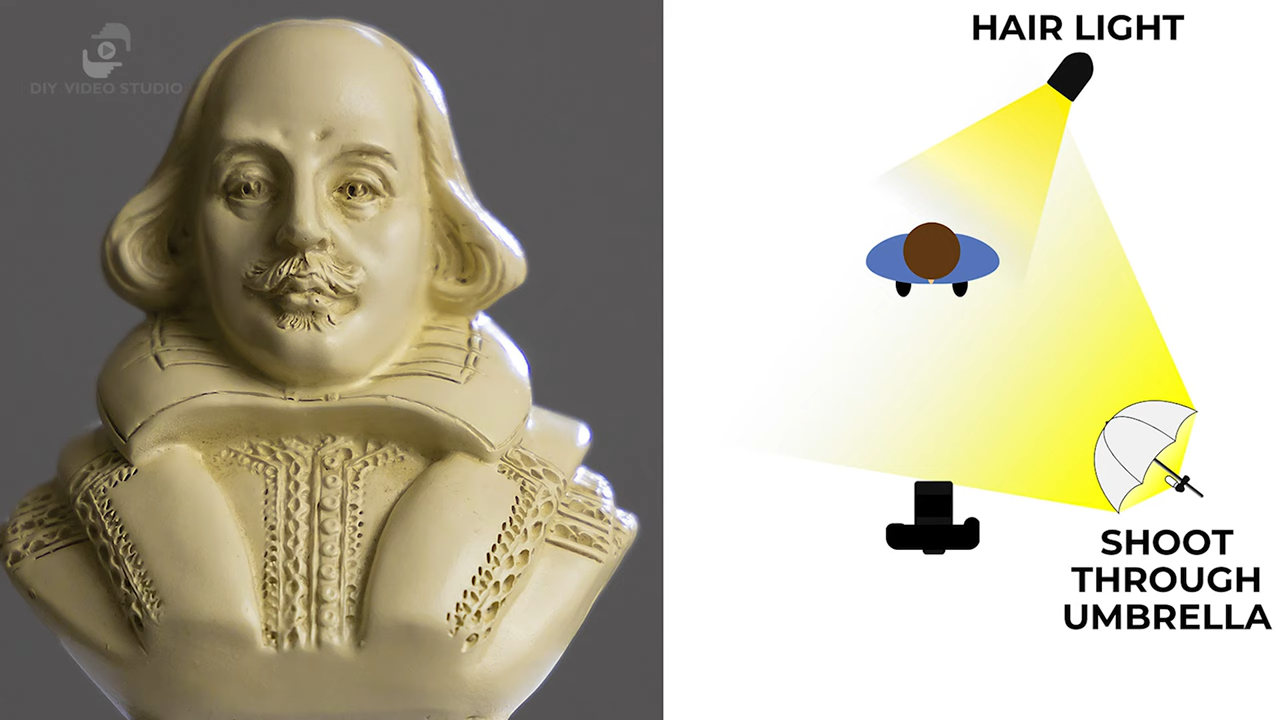 DIY VIDEO STUDIO
HAIR LIGHT
SHOOT
THROUGH
UMBRELLA